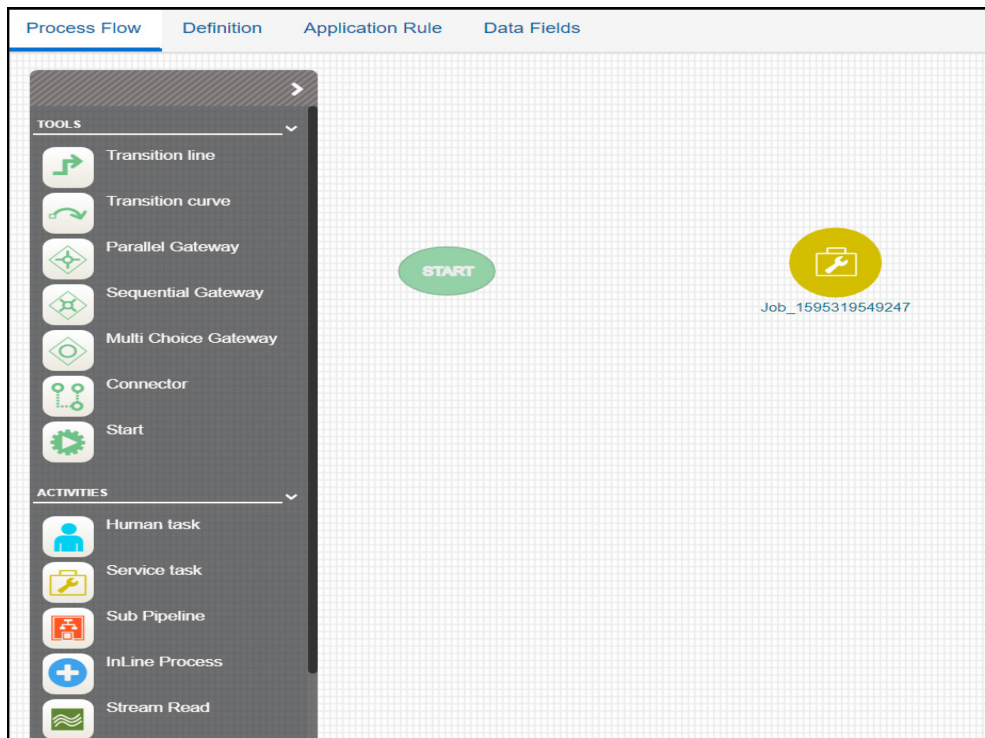 Process Flow Definition Application Rule Data Fields
TOOLS
Transition line
Transition curve
Parallel Gateway
Sequential Gateway
Multi Choice Gateway
Connector
Start
ACTIVITIES
Human task
Service task
Sub Pipeline
InLine Process
Stream Read
START
Job_1595319549247